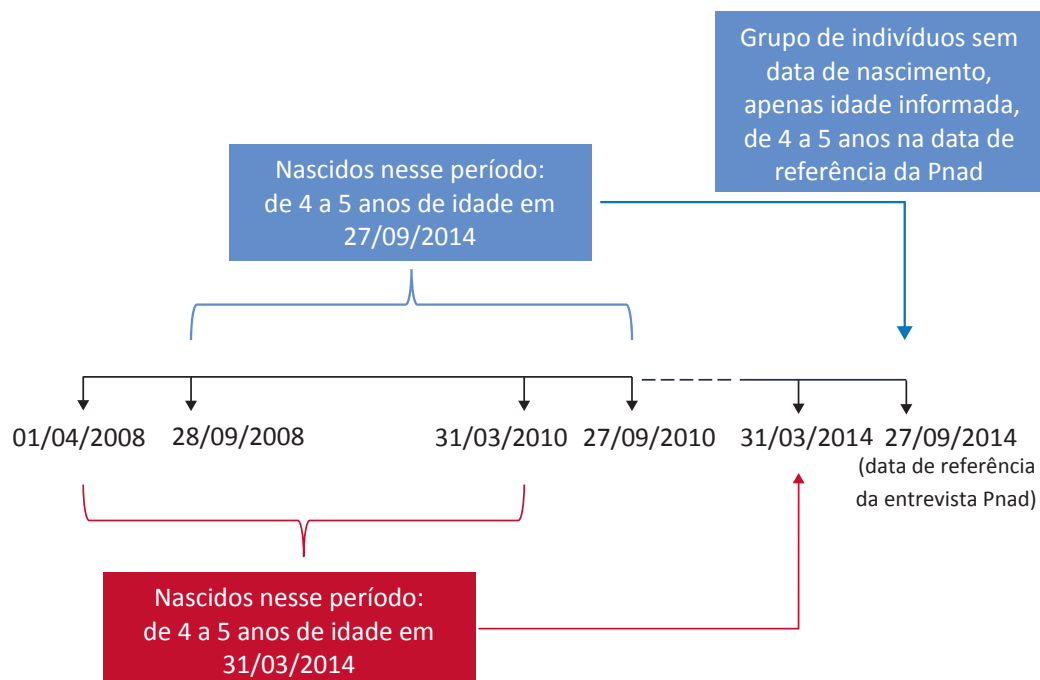 Grupo de indivíduos sem
data de nascimento,
apenas idade informada,
de 4 a 5 anos na data de
referência da Pnad
Nascidos nesse período:
de 4 a 5 anos de idade em
27/09/2014
01/04/2008
28/09/2008
31/03/2010
27/09/2010
31/03/2014
27/09/2014
(data de referência
da entrevista Pnad)
Nascidos nesse período:
de 4 a 5 anos de idade em
31/03/2014